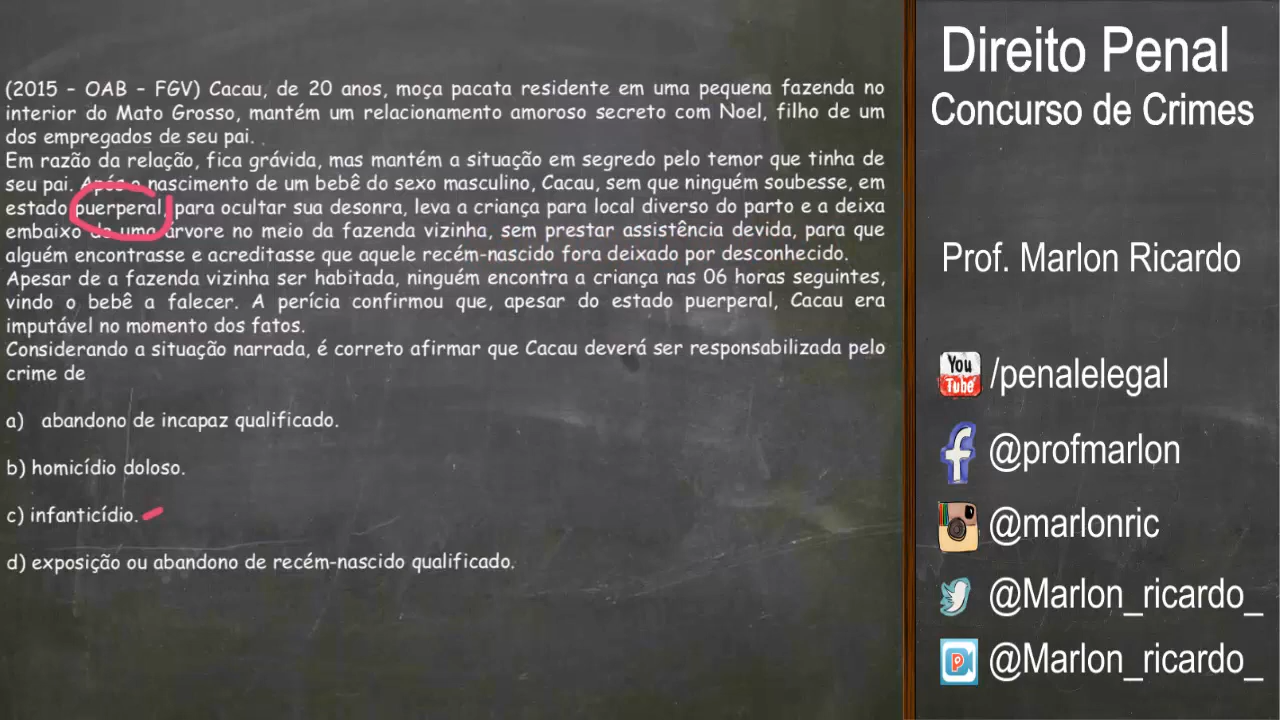 (2015 – OAB – FGV) Cacau, de 20 anos, moça pacata residente em uma pequena fazenda no
interior do Mato Grosso, mantém um relacionamento amoroso secreto com Noel, filho de um
dos empregados de seu pai.
Em razão da relação, fica grávida, mas mantém a situação em segredo pelo temor que tinha de
seu pai. Após o nascimento de um bebê do sexo masculino, Cacau, sem que ninguém soubesse, em
estado puerperal, para ocultar sua desonra, leva a criança para local diverso do parto e a deixa
embaixo de uma árvore no meio da fazenda vizinha, sem prestar assistência devida, para que
alguém encontrasse e acreditasse que aquele recém-nascido fora deixado por desconhecido.
Apesar de a fazenda vizinha ser habitada, ninguém encontra a criança nas 06 horas seguintes,
vindo o bebê a falecer. A perícia confirmou que, apesar do estado puerperal, Cacau era
imputável no momento dos fatos.
Considerando a situação narrada, é correto afirmar que Cacau deverá ser responsabilizada pelo
crime de
a) abandono de incapaz qualificado.
b) homicídio doloso.
c) infanticídio.
d) exposição ou abandono de recém-nascido qualificado.
Direito Penal
Concurso de Crimes
Prof. Marlon Ricardo
You
Tube
/penalelegal
@profmarlon
@marlonric
@Marlon_ricardo_
@Marlon_ricardo_